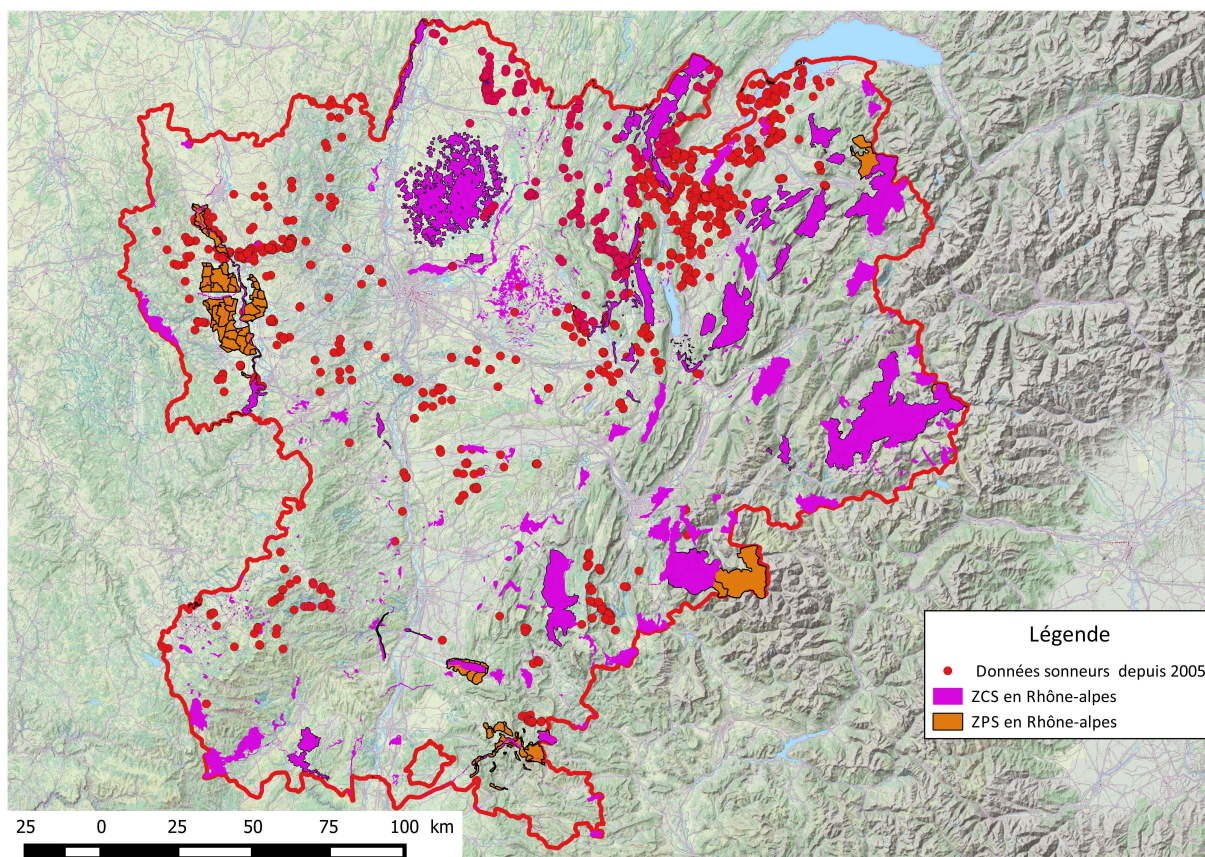 Légende
Données sonneurs depuis 2005
ZCS en Rhône-alpes
ZPS en Rhône-alpes
25 0 25 50 75 100 km